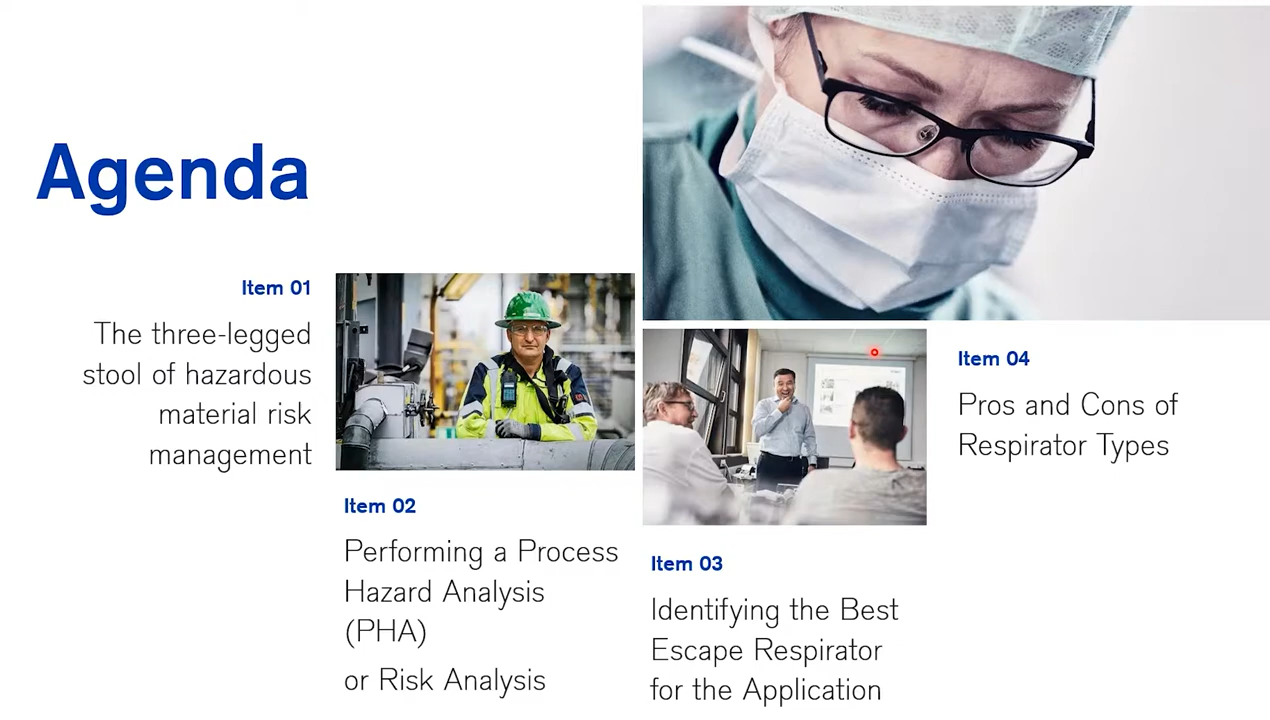 Agenda
Item 01
The three-legged
stool of hazardous
material risk
management
Item 02
Performing a Process
Hazard Analysis
(PHA)
or Risk Analysis
Item 03
Identifying the Best
Escape Respirator
for the Application
Item 04
Pros and Cons of
Respirator Types